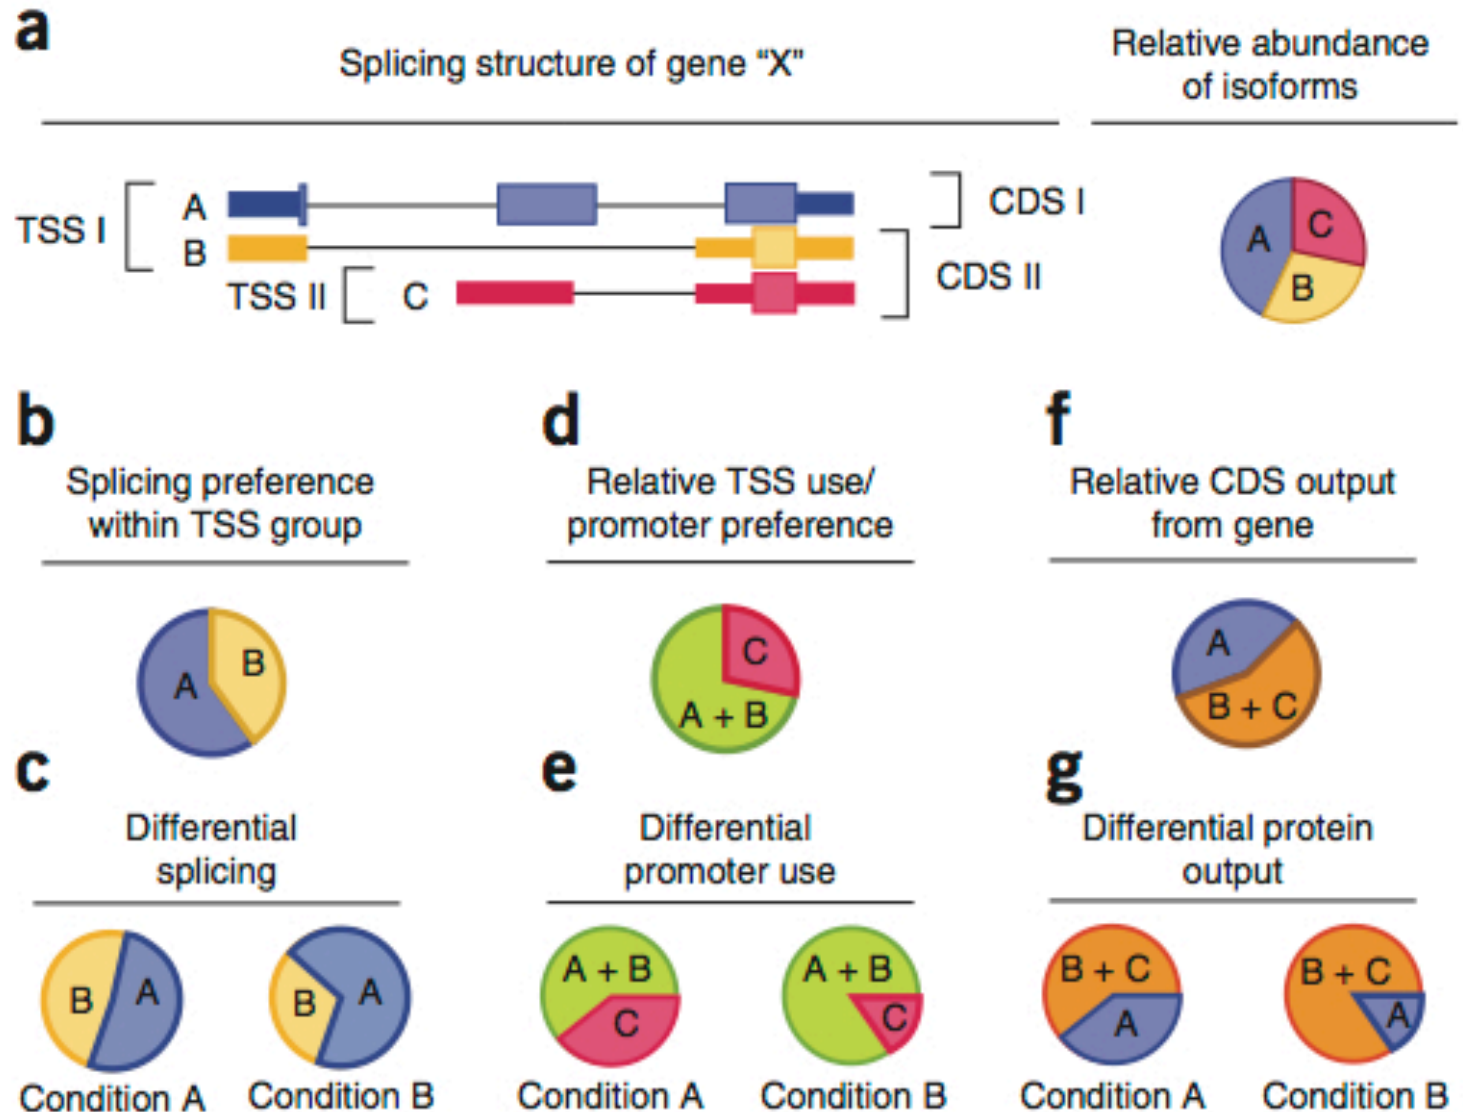 a
Splicing structure of gene “X”
Relative abundance
of isoforms
TSS I
A
B
TSS II
C
CDS I
CDS II
A
C
B
b
Splicing preference
within TSS group
A
B
d
Relative TSS use/
promoter preference
C
A + B
f
Relative CDS output
from gene
A
B + C
c
Differential
splicing
B
A
Condition A
B
A
Condition B
e
Differential
promoter use
A + B
C
Condition A
A + B
C
Condition B
g
Differential protein
output
B + C
A
Condition A
B + C
A
Condition B